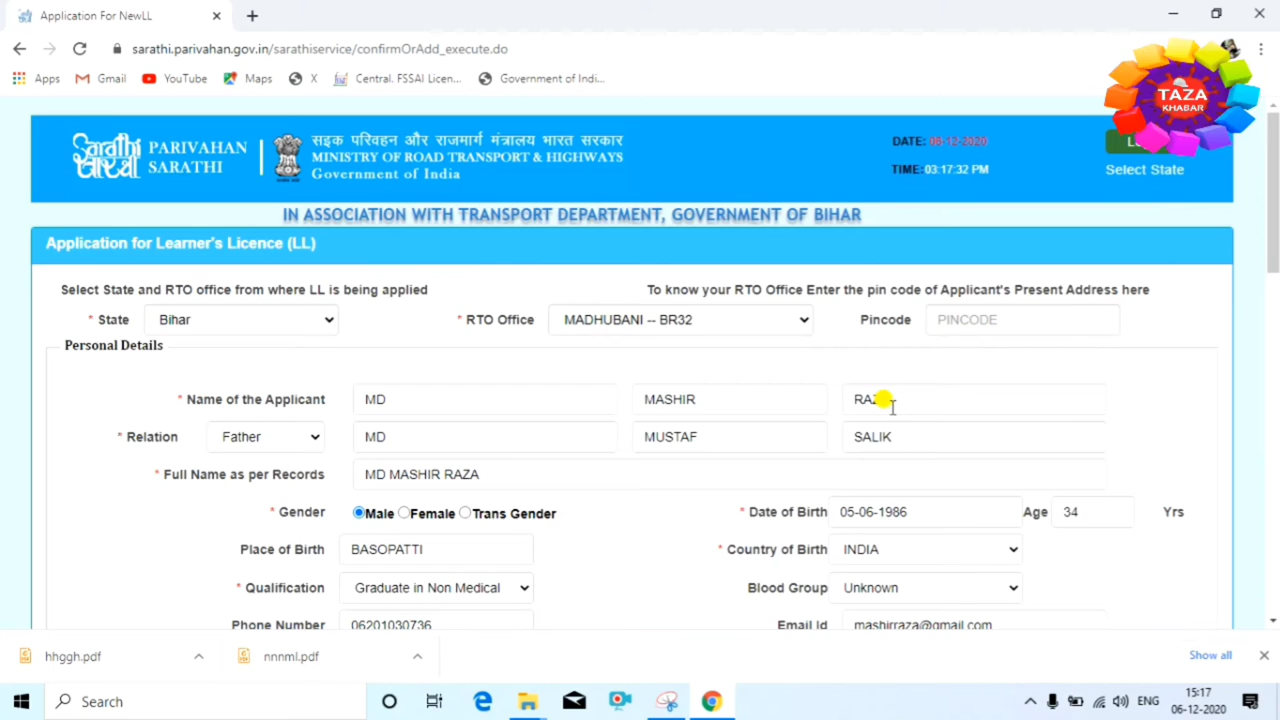 Application For NewLL
sarathi.parivahan.gov.in/sarathiservice/confirmOrAdd_execute.do
Apps Gmail YouTube Maps X Central. FSSAI Licen... Government of Indi...
TAZA
KHABAR
सड़क परिवहन और राजमार्ग मंत्रालय भारत सरकार
PARIVAHAN
SARATHI
MINISTRY OF ROAD TRANSPORT & HIGHWAYS
Government of India
DATE: 06-12-2020
TIME:03:17:32 PM
Select State
IN ASSOCIATION WITH TRANSPORT DEPARTMENT, GOVERNMENT OF BIHAR
Application for Learner's Licence (LL)
Select State and RTO office from where LL is being applied To know your RTO Office Enter the pin code of Applicant's Present Address here
* State Bihar * RTO Office MADHUBANI -- BR32 Pincode PINCODE
Personal Details
* Name of the Applicant MD MASHIR
* Relation Father MD MUSTAF SALIK
* Full Name as per Records MD MASHIR RAZA
* Gender Male Female Trans Gender * Date of Birth 05-06-1986 Age 34 Yrs
Place of Birth BASOPATTI * Country of Birth INDIA
* Qualification Graduate in Non Medical Blood Group Unknown
Phone Number 06201030736 Email Id mashirraza@gmail.com
hhggh.pdf nnnml.pdf Show all
Search ENG 15:17
06-12-2020